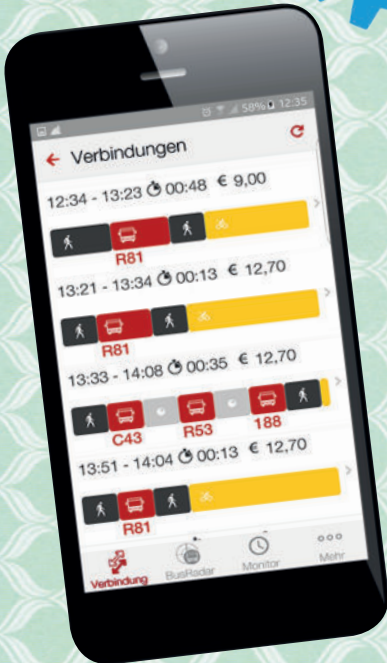 58% 12:35
Verbindungen
12:34 - 13:23 00:48 € 9,00
R81
13:21 - 13:34 00:13 € 12,70
R81
13:33 - 14:08 00:35 € 12,70
C43 R53 188
13:51 - 14:04 00:13 € 12,70
R81
Verbindung BusRadar Monitor Mehr